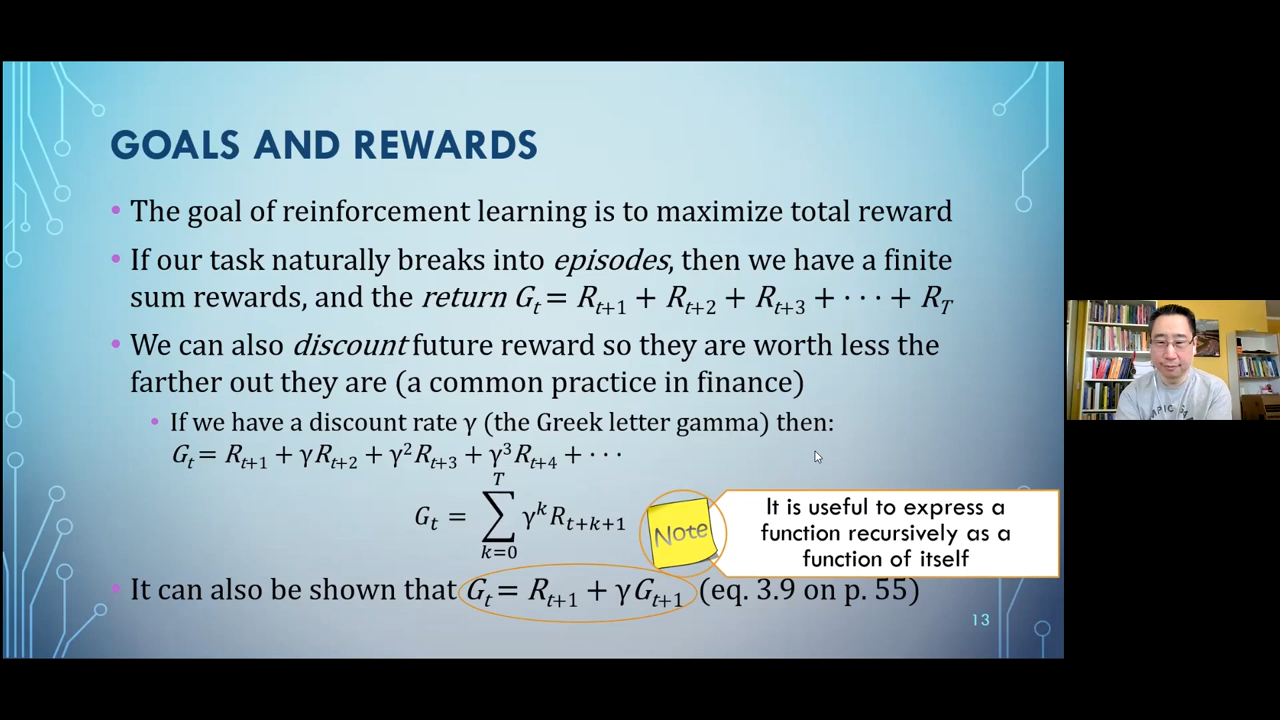 GOALS AND REWARDS
• The goal of reinforcement learning is to maximize total reward
• If our task naturally breaks into episodes, then we have a finite
sum rewards, and the return Gₜ = Rₜ₊₁ + Rₜ₊₂ + Rₜ₊₃ + · · · + R_T
• We can also discount future reward so they are worth less the
farther out they are (a common practice in finance)
• If we have a discount rate γ (the Greek letter gamma) then:
Gₜ = Rₜ₊₁ + γRₜ₊₂ + γ²Rₜ₊₃ + γ³Rₜ₊₄ + · · ·
Gₜ = ∑_{k=0}^{T} γᵏRₜ₊ₖ₊₁
Note
It is useful to express a
function recursively as a
function of itself
• It can also be shown that Gₜ = Rₜ₊₁ + γGₜ₊₁ (eq. 3.9 on p. 55)
13